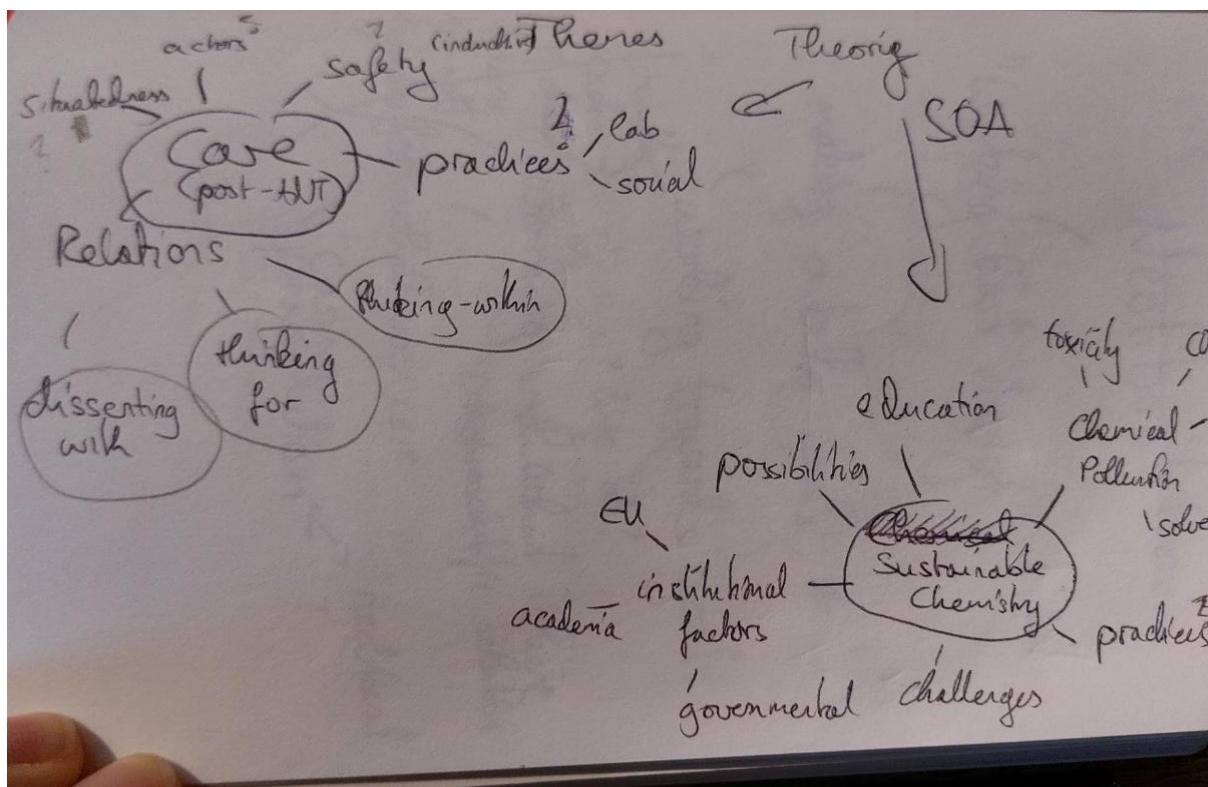 actors
safety
(inductive) Themes
Theory
SOA
situatedness
?
Care
(post-ANT)
practices
?
lab
social
Relations
thinking-within
thinking
for
dissenting
with
toxicity
education
Chemical
Pollution
possibilities
EU
Sustainable
Chemistry
institutional
factors
academia
practices
governmental
challenges